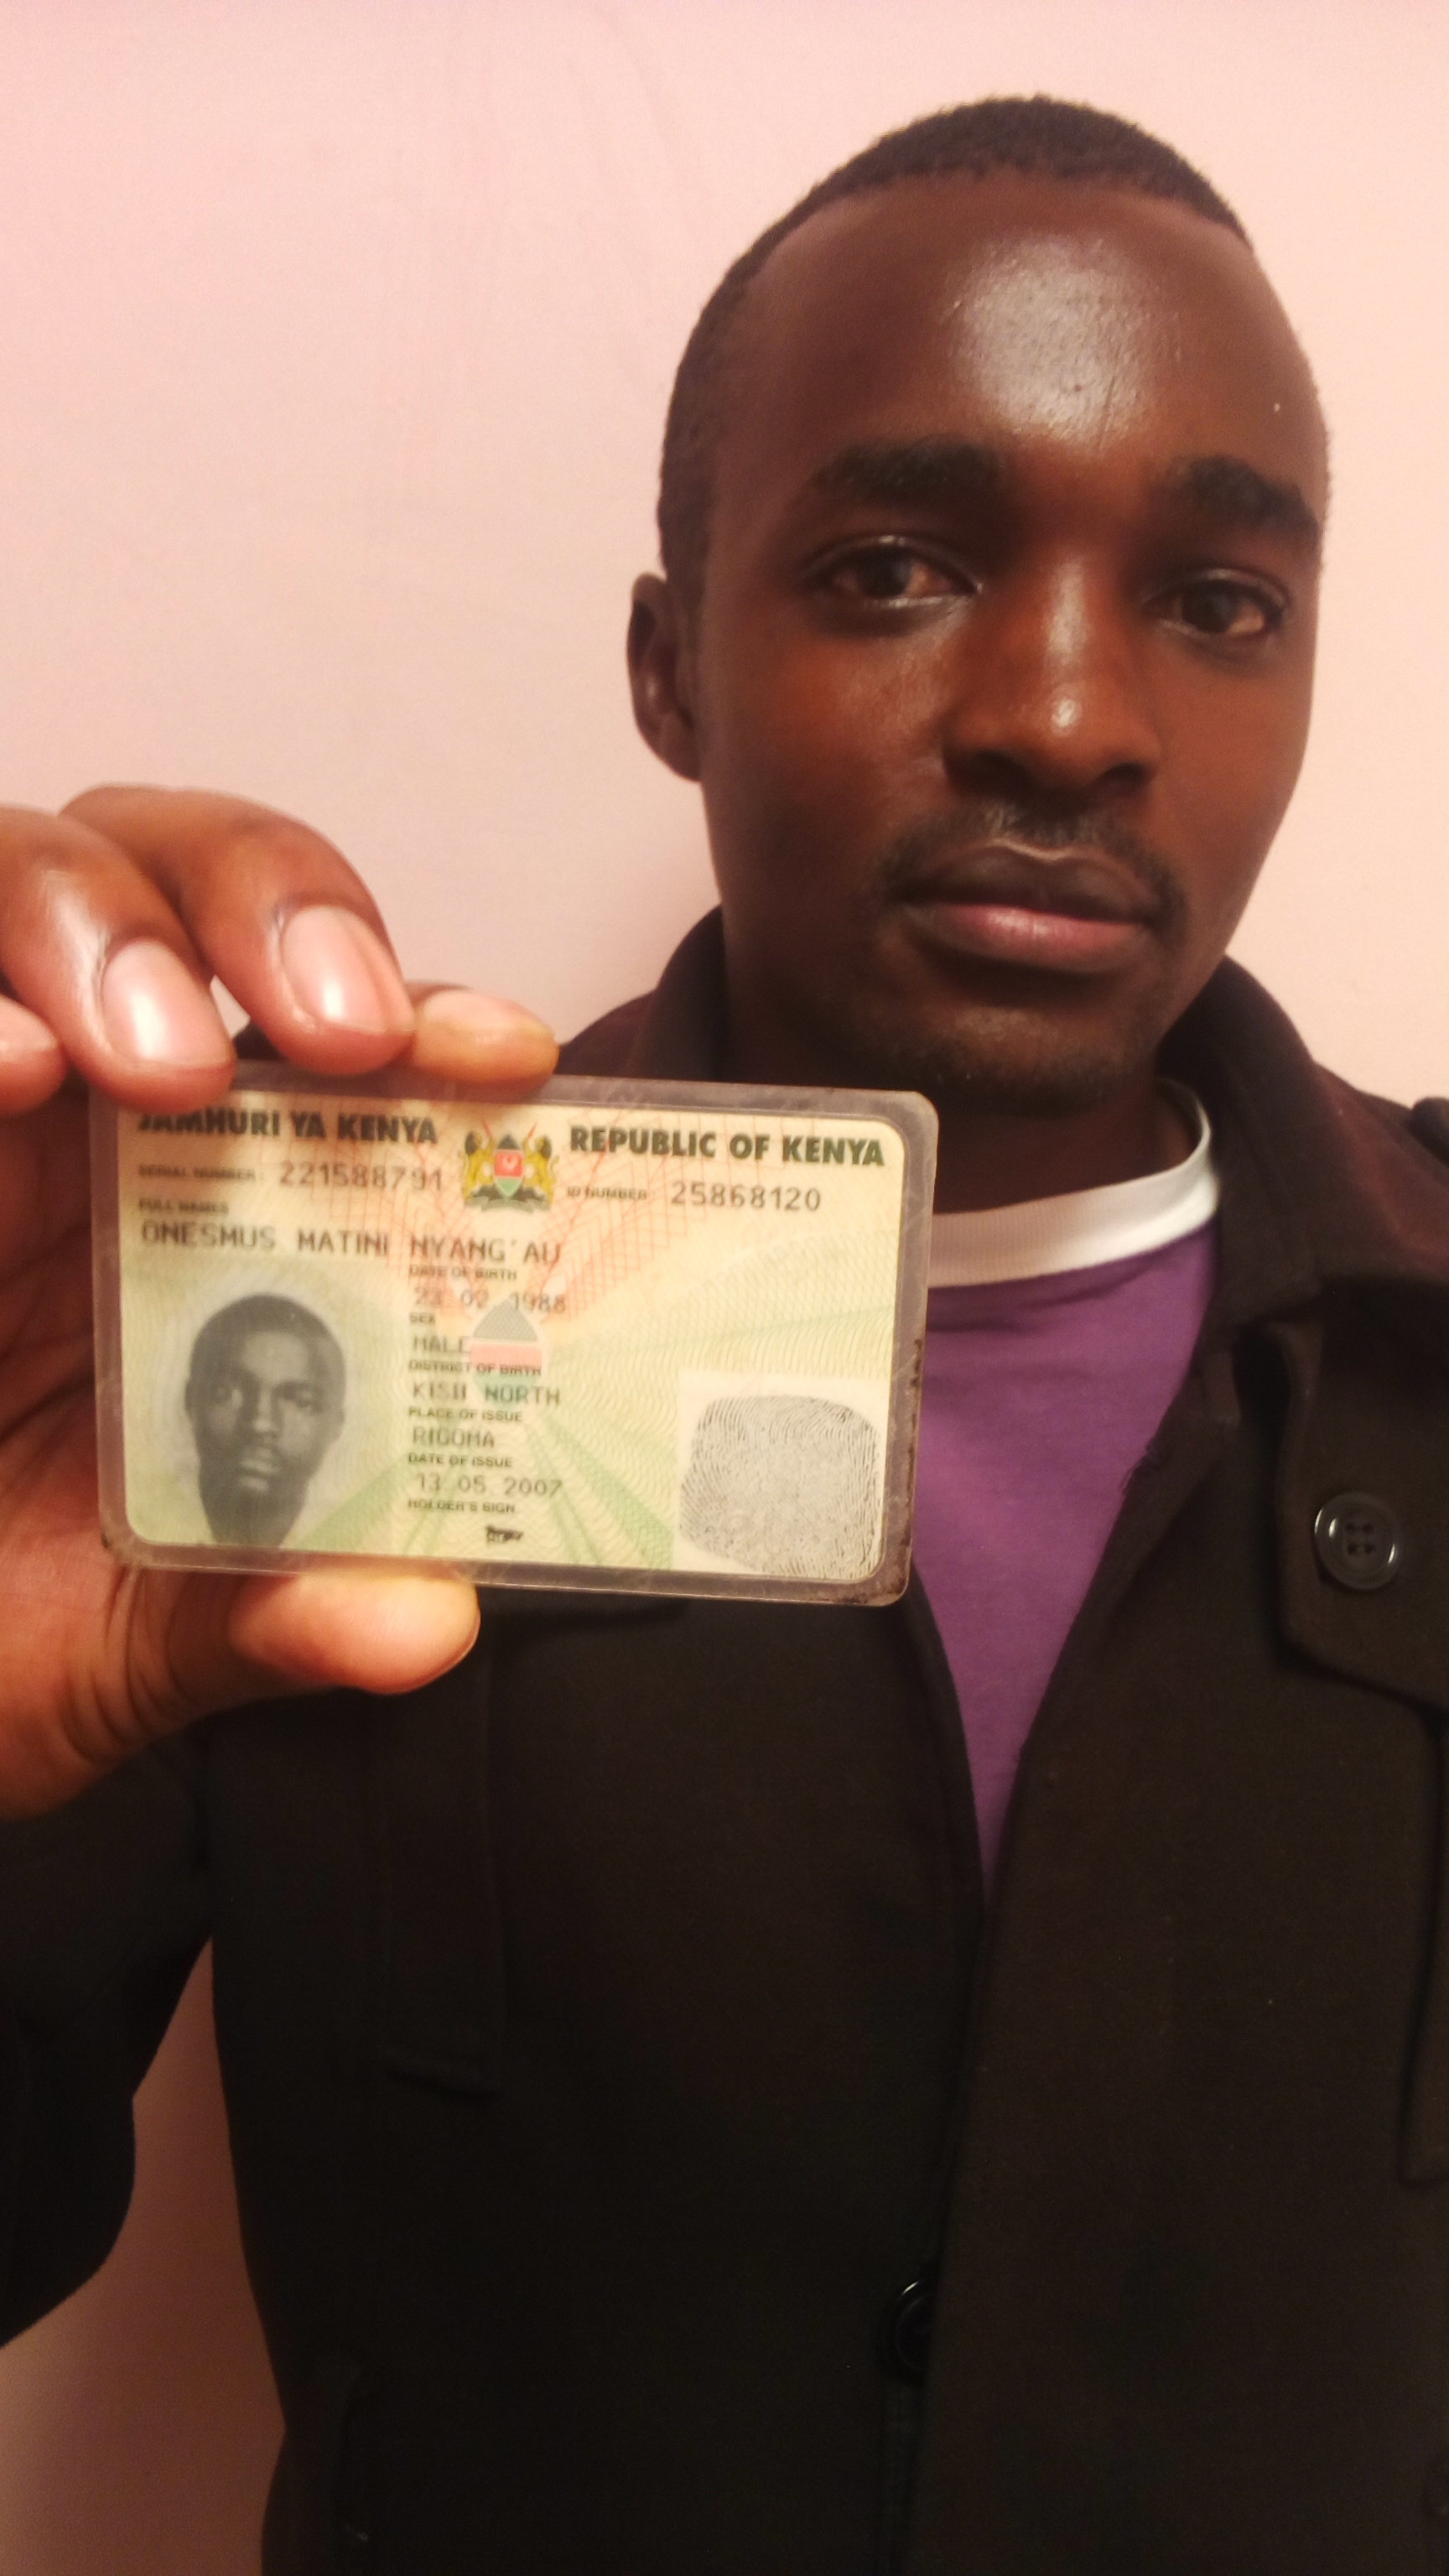 JAMHURI YA KENYA REPUBLIC OF KENYA
SERIAL NUMBER: 221588791 ID NUMBER: 25868120
FULL NAMES
ONESMUS MATINI NYANG'AU
DATE OF BIRTH
23.02.1988
SEX
MALE
DISTRICT OF BIRTH
KISII NORTH
PLACE OF ISSUE
RIGOMA
DATE OF ISSUE
13.05.2007
HOLDER'S SIGN